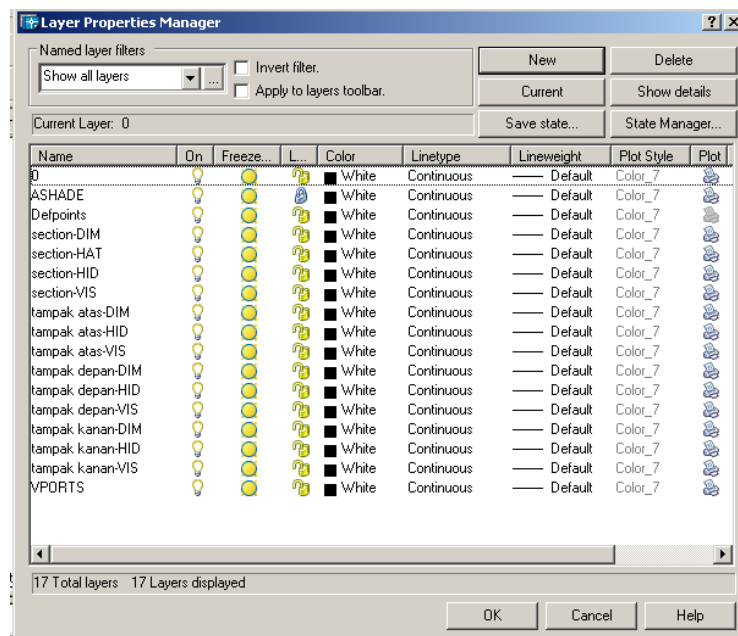 Layer Properties Manager
Named layer filters
Show all layers
...
Invert filter.
Apply to layers toolbar.
New Delete
Current Show details
Current Layer: 0
Save state... State Manager...
Name On Freeze... L... Color Linetype Lineweight Plot Style Plot
0 White Continuous Default Color_7
ASHADE White Continuous Default Color_7
Defpoints White Continuous Default Color_7
section-DIM White Continuous Default Color_7
section-HAT White Continuous Default Color_7
section-HID White Continuous Default Color_7
section-VIS White Continuous Default Color_7
tampak atas-DIM White Continuous Default Color_7
tampak atas-HID White Continuous Default Color_7
tampak atas-VIS White Continuous Default Color_7
tampak depan-DIM White Continuous Default Color_7
tampak depan-HID White Continuous Default Color_7
tampak depan-VIS White Continuous Default Color_7
tampak kanan-DIM White Continuous Default Color_7
tampak kanan-HID White Continuous Default Color_7
tampak kanan-VIS White Continuous Default Color_7
VPORTS White Continuous Default Color_7
17 Total layers 17 Layers displayed
OK Cancel Help